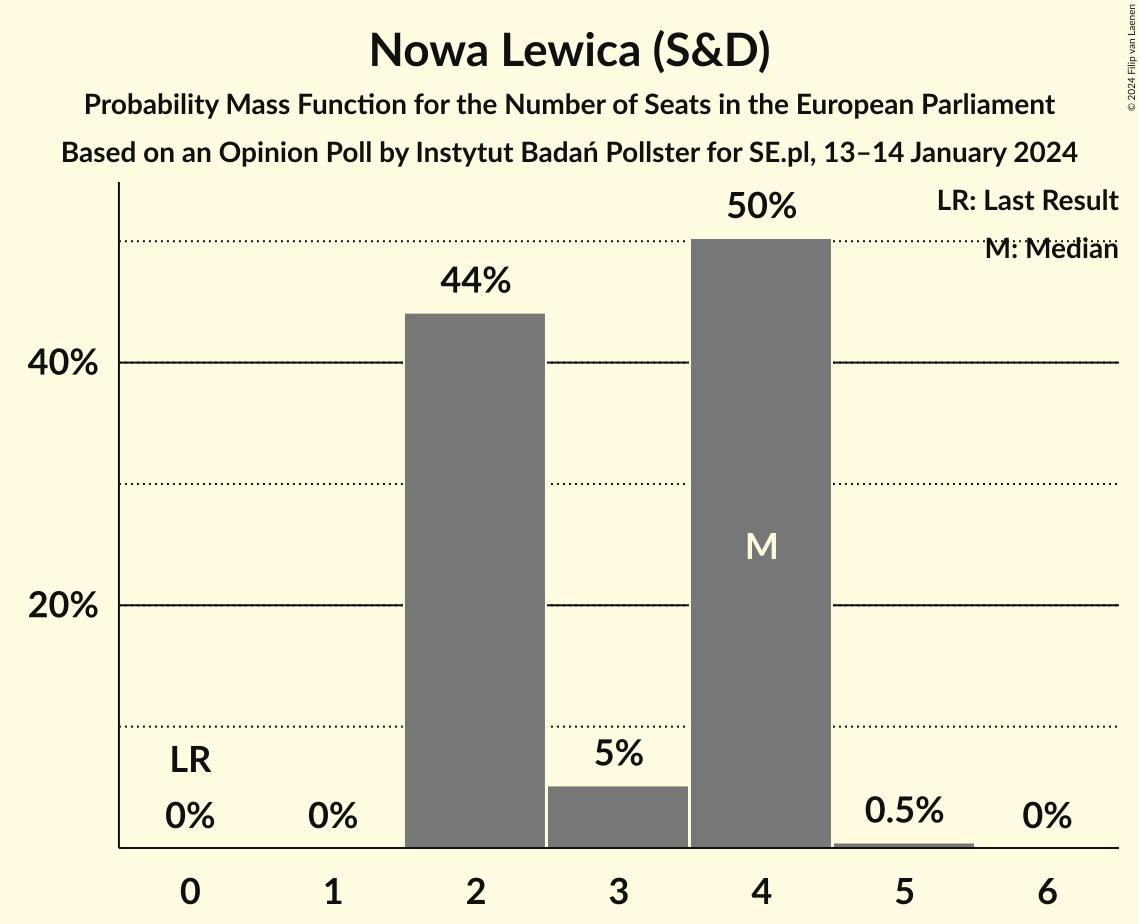 Nowa Lewica (S&D)
Probability Mass Function for the Number of Seats in the European Parliament
Based on an Opinion Poll by Instytut Badań Pollster for SE.pl, 13–14 January 2024
© 2024 Filip van Laenen
LR: Last Result
M: Median
50%
44%
40%
M
20%
LR
5%
0%
0%
0.5%
0%
0
1
2
3
4
5
6